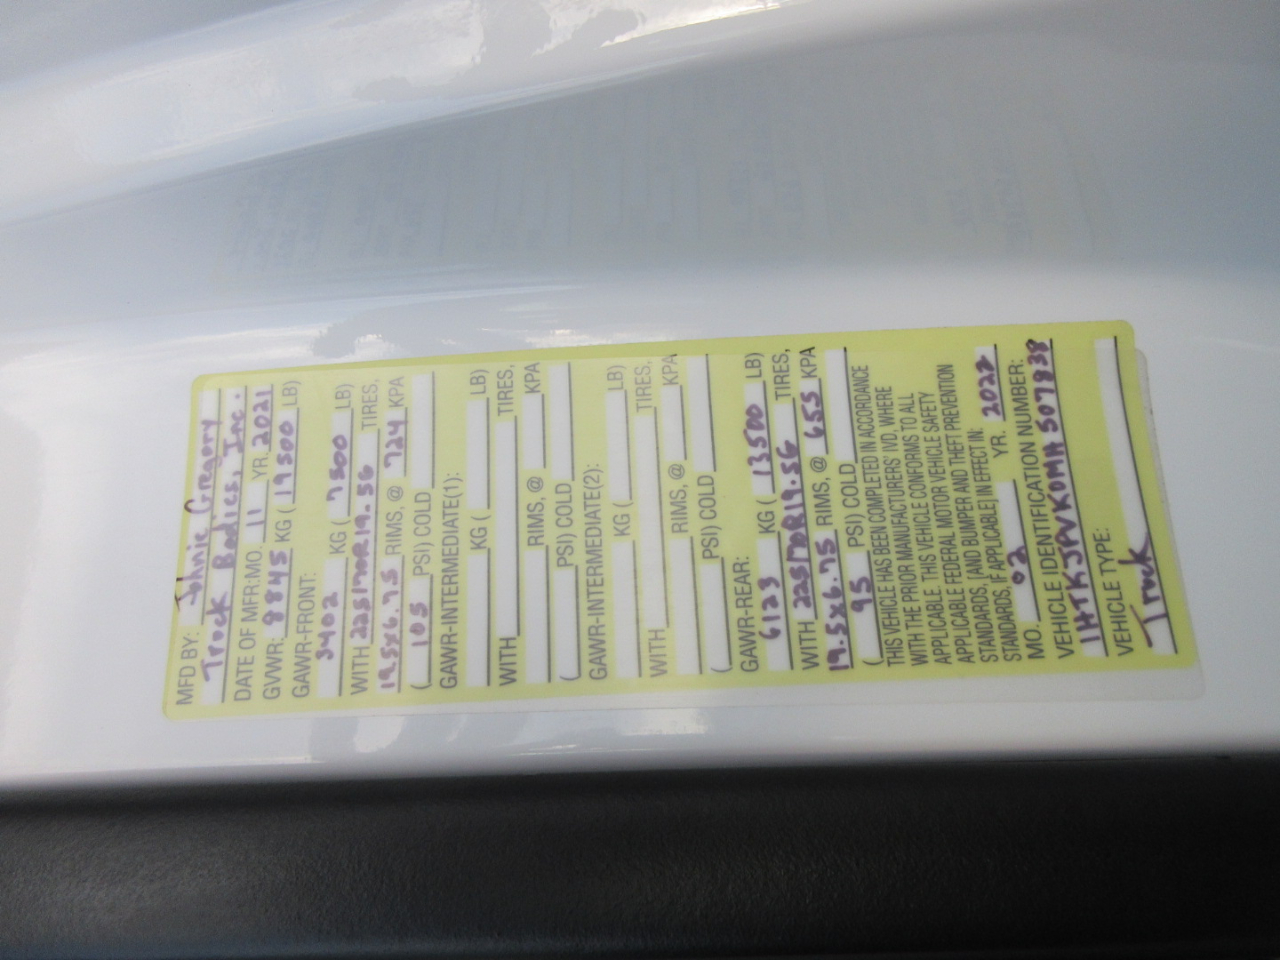 MFD BY: Johnie Gregory
Truck Bodies, Inc.
DATE OF MFR:MO. 11 YR. 2021
GVWR: 8845 KG ( 19500 LB)
GAWR-FRONT:
3402 KG ( 7500 LB)
WITH 225/70R19.5G TIRES,
19.5x6.75 RIMS, @ 724 KPA
( 105 PSI) COLD
GAWR-INTERMEDIATE(1):
KG ( LB)
WITH TIRES,
RIMS, @ KPA
( PSI) COLD
GAWR-INTERMEDIATE(2):
KG ( LB)
WITH TIRES,
RIMS, @ KPA
( PSI) COLD
GAWR-REAR:
6123 KG ( 13500 LB)
WITH 225/70R19.5G TIRES,
19.5x6.75 RIMS, @ 655 KPA
( 95 PSI) COLD
THIS VEHICLE HAS BEEN COMPLETED IN ACCORDANCE
WITH THE PRIOR MANUFACTURERS IVD, WHERE
APPLICABLE. THIS VEHICLE CONFORMS TO ALL
APPLICABLE FEDERAL MOTOR VEHICLE SAFETY
STANDARDS, [AND BUMPER AND THEFT PREVENTION
STANDARDS, IF APPLICABLE] IN EFFECT IN:
MO. 02 YR. 2022
VEHICLE IDENTIFICATION NUMBER:
1HTKJPVK0MH507838
VEHICLE TYPE:
Truck